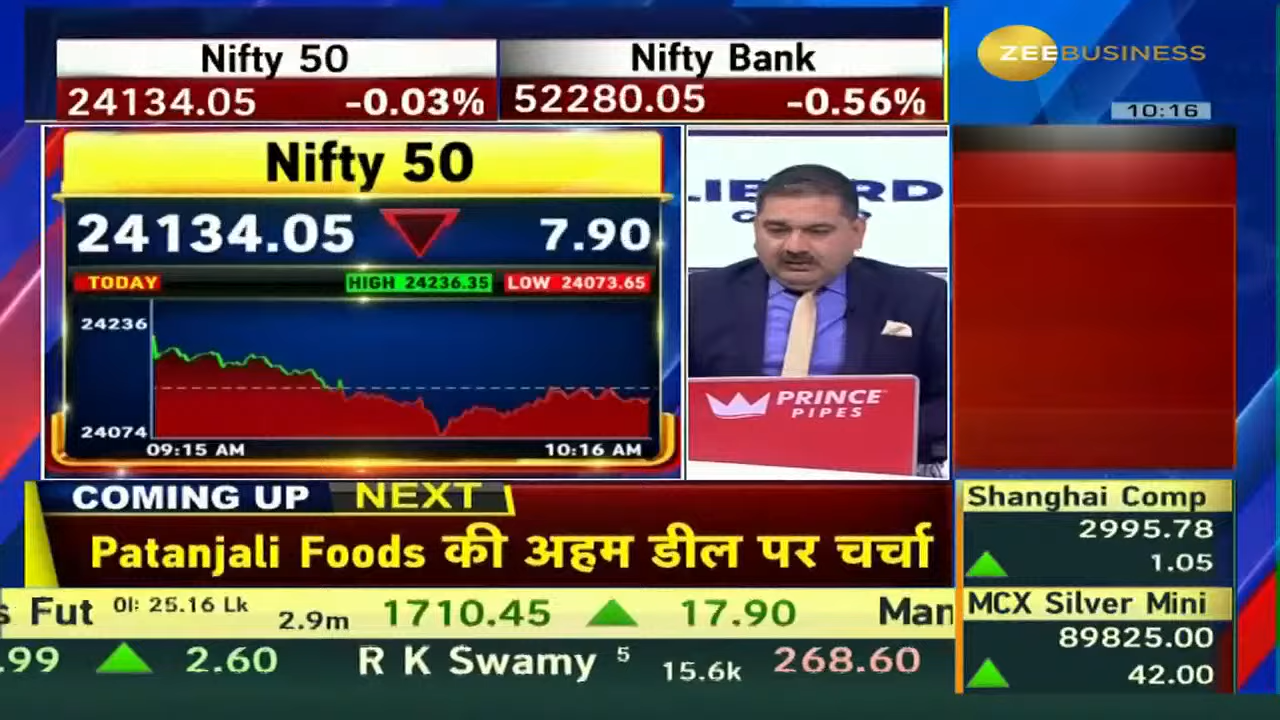 Nifty 50
24134.05 -0.03%
Nifty Bank
52280.05 -0.56%
ZEEBUSINESS
10:16
Nifty 50
24134.05 7.90
TODAY HIGH 24236.35 LOW 24073.65
24236
24074
09:15 AM 10:16 AM
PRINCE
PIPES
COMING UP NEXT
Patanjali Foods की अहम डील पर चर्चा
Shanghai Comp
2995.78
1.05
MCX Silver Mini
89825.00
42.00
s Fut OI: 25.16 Lk 2.9m 1710.45 17.90 Man
.99 2.60 R K Swamy 5 15.6k 268.60